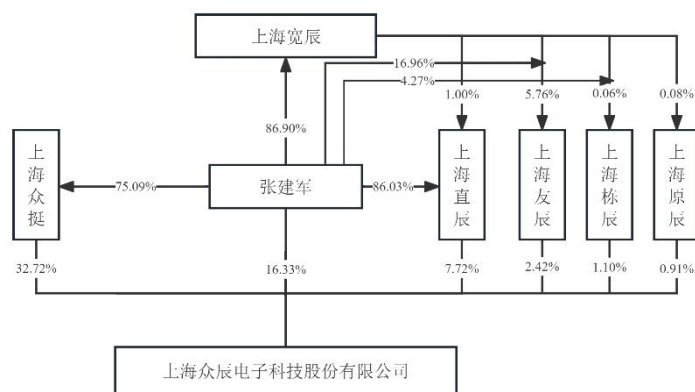 上海宽辰
16.96%
4.27%
1.00%
5.76%
0.06%
0.08%
86.90%
上海众挺
75.09%
张建军
86.03%
上海直辰
上海友辰
上海栋辰
上海原辰
32.72%
16.33%
7.72%
2.42%
1.10%
0.91%
上海众辰电子科技股份有限公司